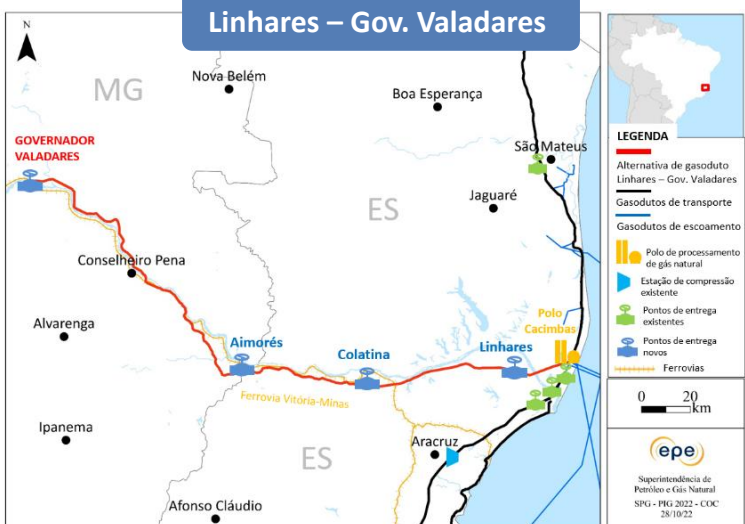 Linhares – Gov. Valadares
N
MG
Nova Belém
Boa Esperança
GOVERNADOR
VALADARES
São Mateus
ES
Jaguaré
Conselheiro Pena
Alvarenga
Polo
Cacimbas
Aimorés
Colatina
Linhares
Ferrovia Vitória-Minas
Ipanema
ES
Aracruz
Afonso Cláudio
LEGENDA
Alternativa de gasoduto
Linhares – Gov. Valadares
Gasodutos de transporte
Gasodutos de escoamento
Polo de processamento
de gás natural
Estação de compressão
existente
Pontos de entrega
existentes
Pontos de entrega
novos
Ferrovias
0 20
km
epe
Superintendência de
Petróleo e Gás Natural
SPG - PIG 2022 - COC
28/10/22